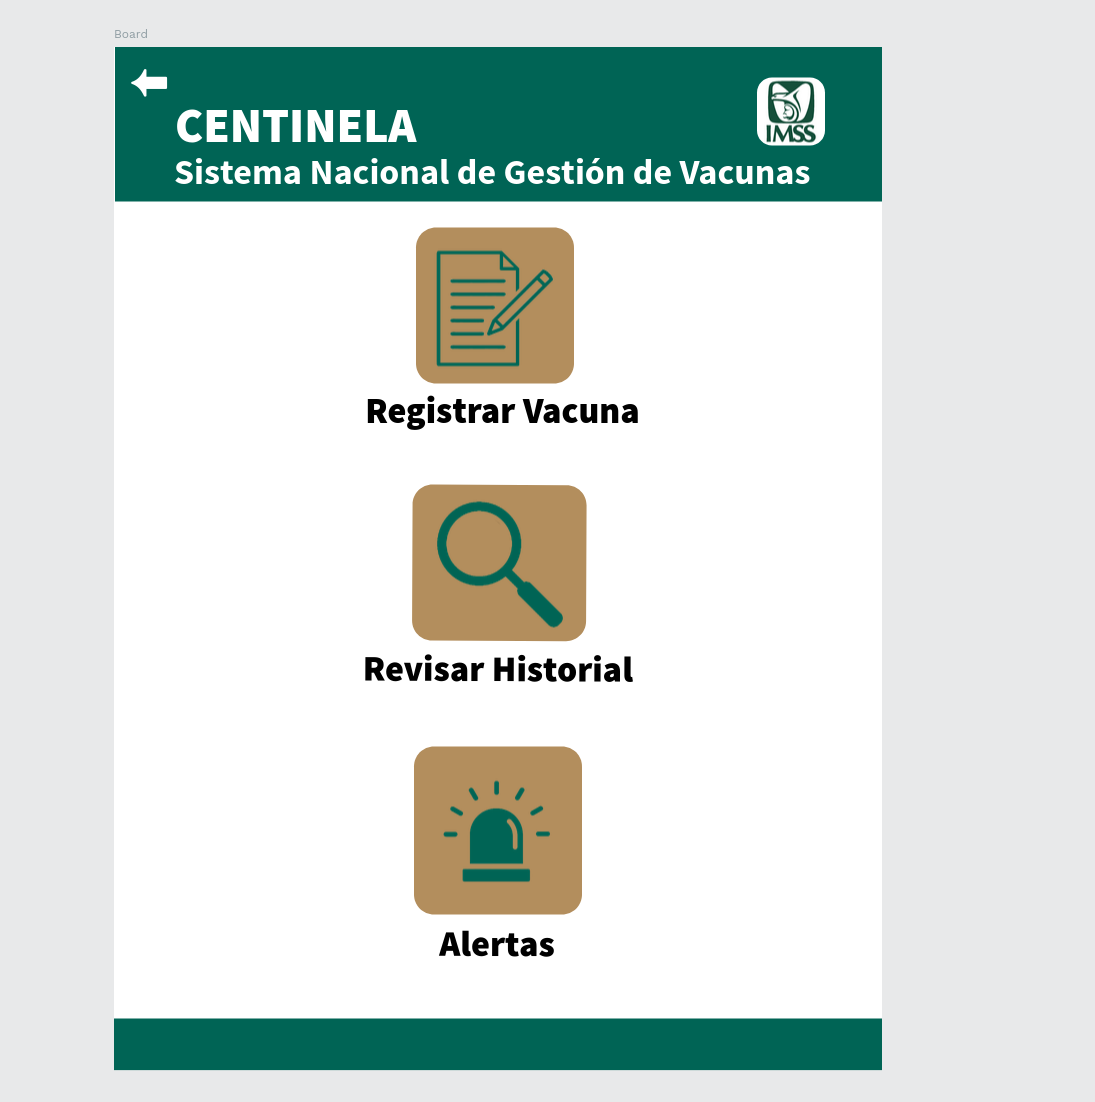 Board
CENTINELA
IMSS
Sistema Nacional de Gestión de Vacunas
Registrar Vacuna
Revisar Historial
Alertas